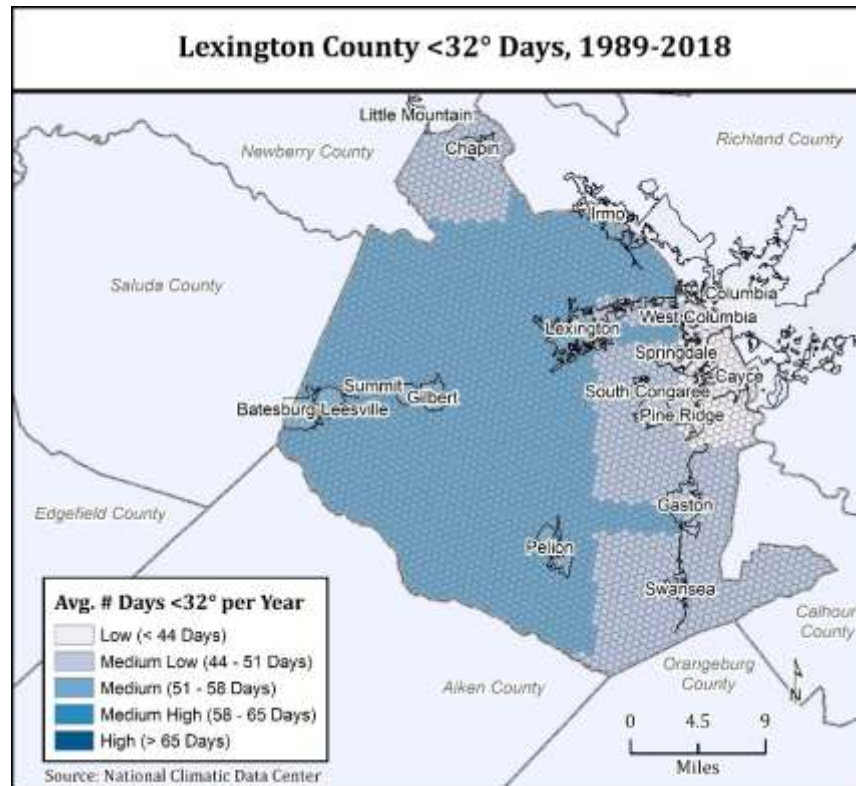 Lexington County <32° Days, 1989-2018
Little Mountain
Newberry County
Chapin
Richland County
Irmo
Saluda County
Columbia
West Columbia
Lexington
Springdale
Cayce
Summit
South Congaree
Gilbert
Batesburg-Leesville
Pine Ridge
Edgefield County
Gaston
Pelion
Swansea
Calhoun
County
Orangeburg
County
Aiken County
N
Avg. # Days <32° per Year
Low (< 44 Days)
Medium Low (44 - 51 Days)
Medium (51 - 58 Days)
Medium High (58 - 65 Days)
High (> 65 Days)
0 4.5 9
Miles
Source: National Climatic Data Center